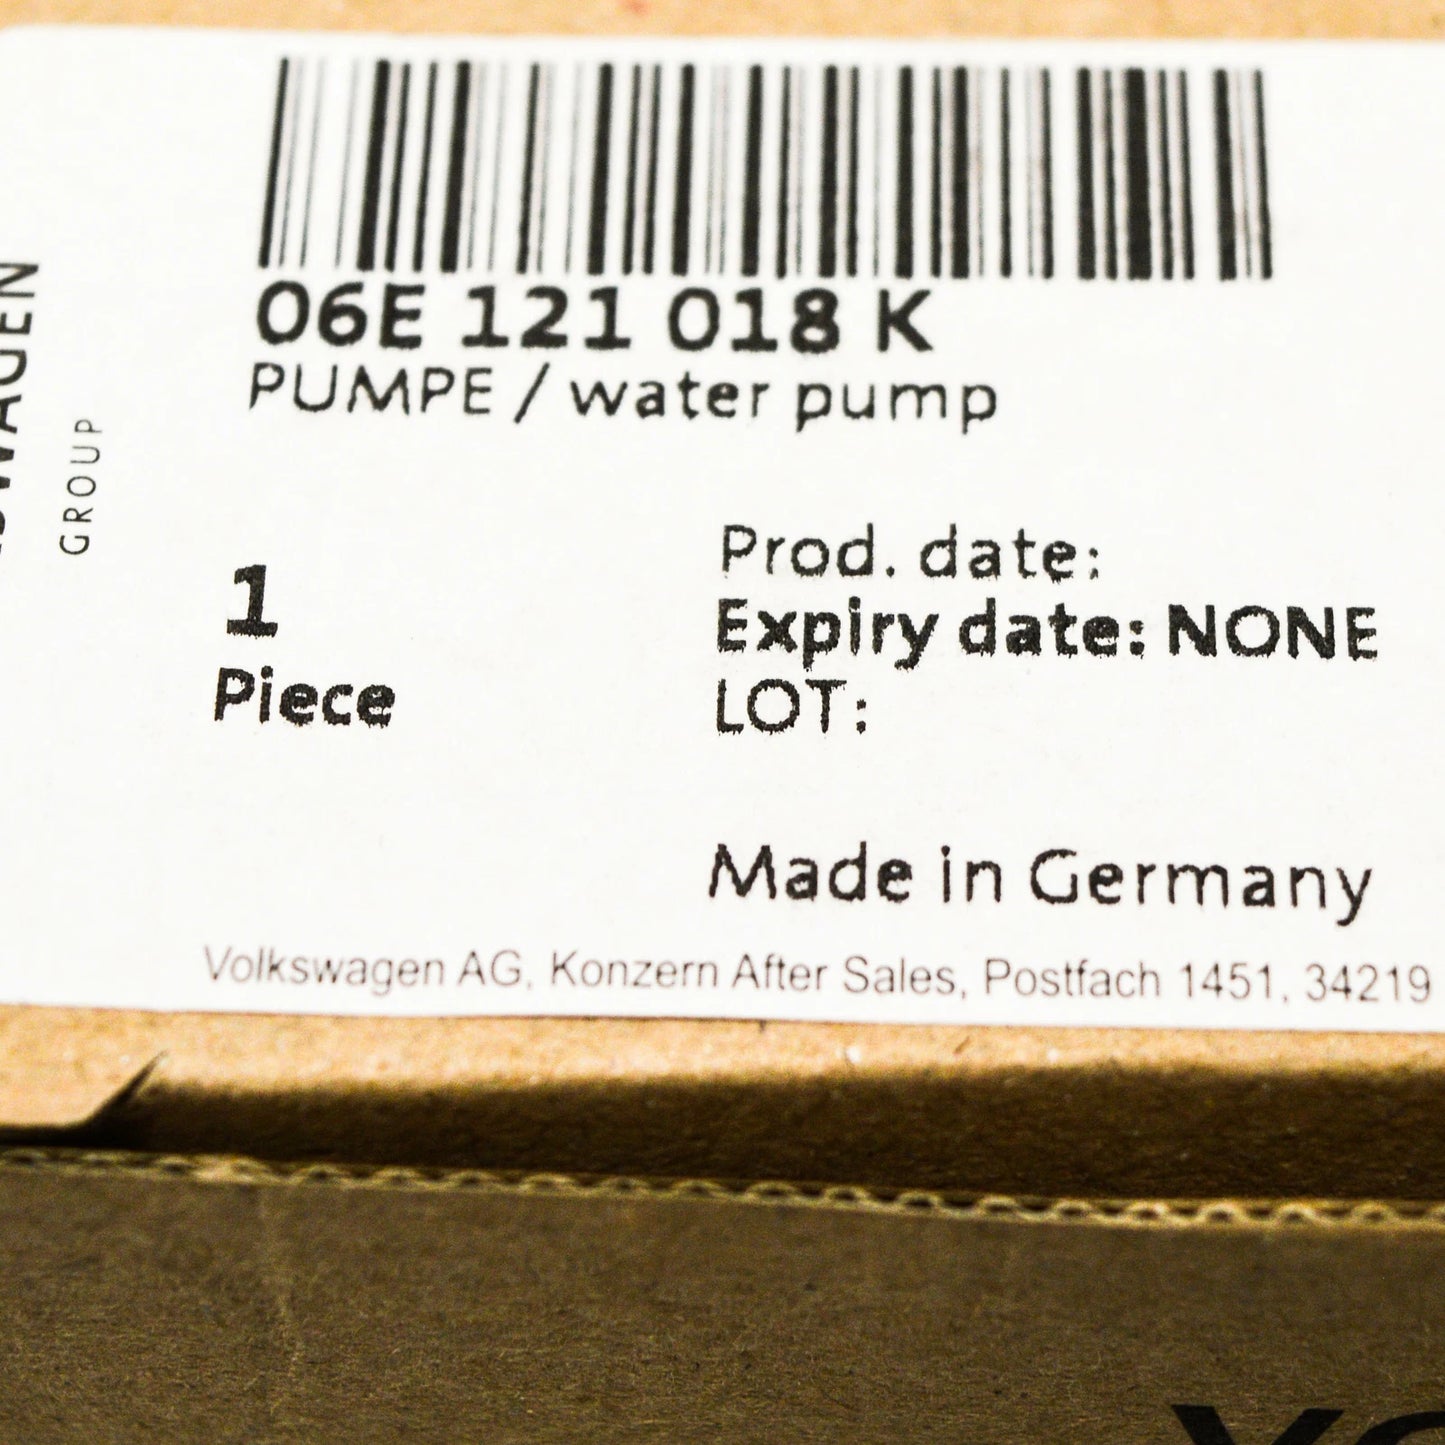 06E 121 018 K
PUMPE / water pump
GROUP
1
Piece
Prod. date:
Expiry date: NONE
LOT:
Made in Germany
Volkswagen AG, Konzern After Sales, Postfach 1451, 34219